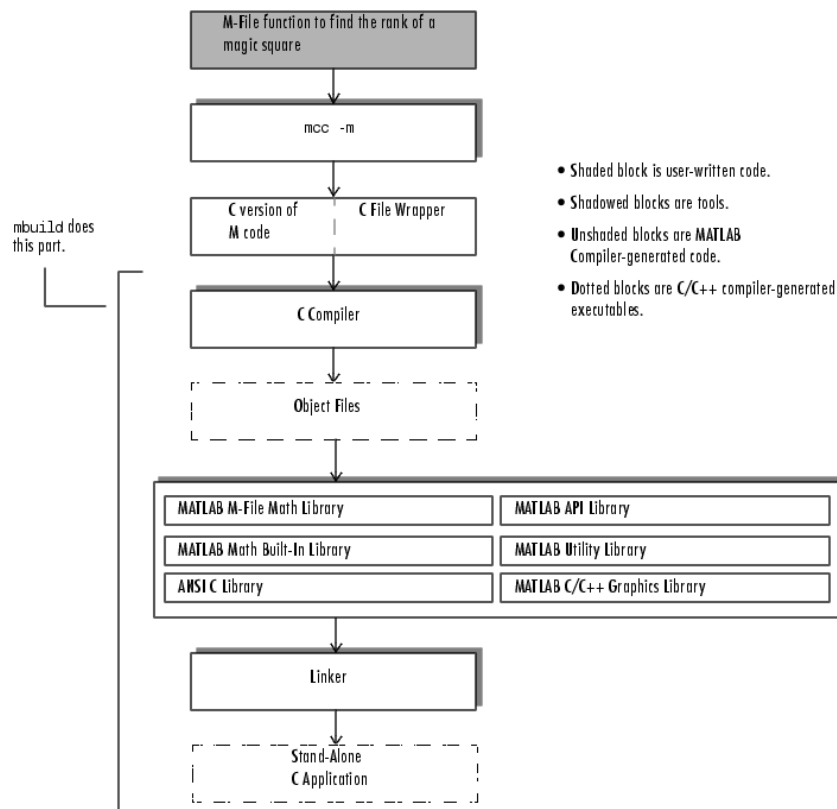 M-File function to find the rank of a
magic square
mcc -m
C version of
M code
C File Wrapper
mbuild does
this part.
C Compiler
Object Files
MATLAB M-File Math Library
MATLAB API Library
MATLAB Math Built-In Library
MATLAB Utility Library
ANSI C Library
MATLAB C/C++ Graphics Library
Linker
Stand-Alone
C Application
• Shaded block is user-written code.
• Shadowed blocks are tools.
• Unshaded blocks are MATLAB
Compiler-generated code.
• Dotted blocks are C/C++ compiler-generated
executables.